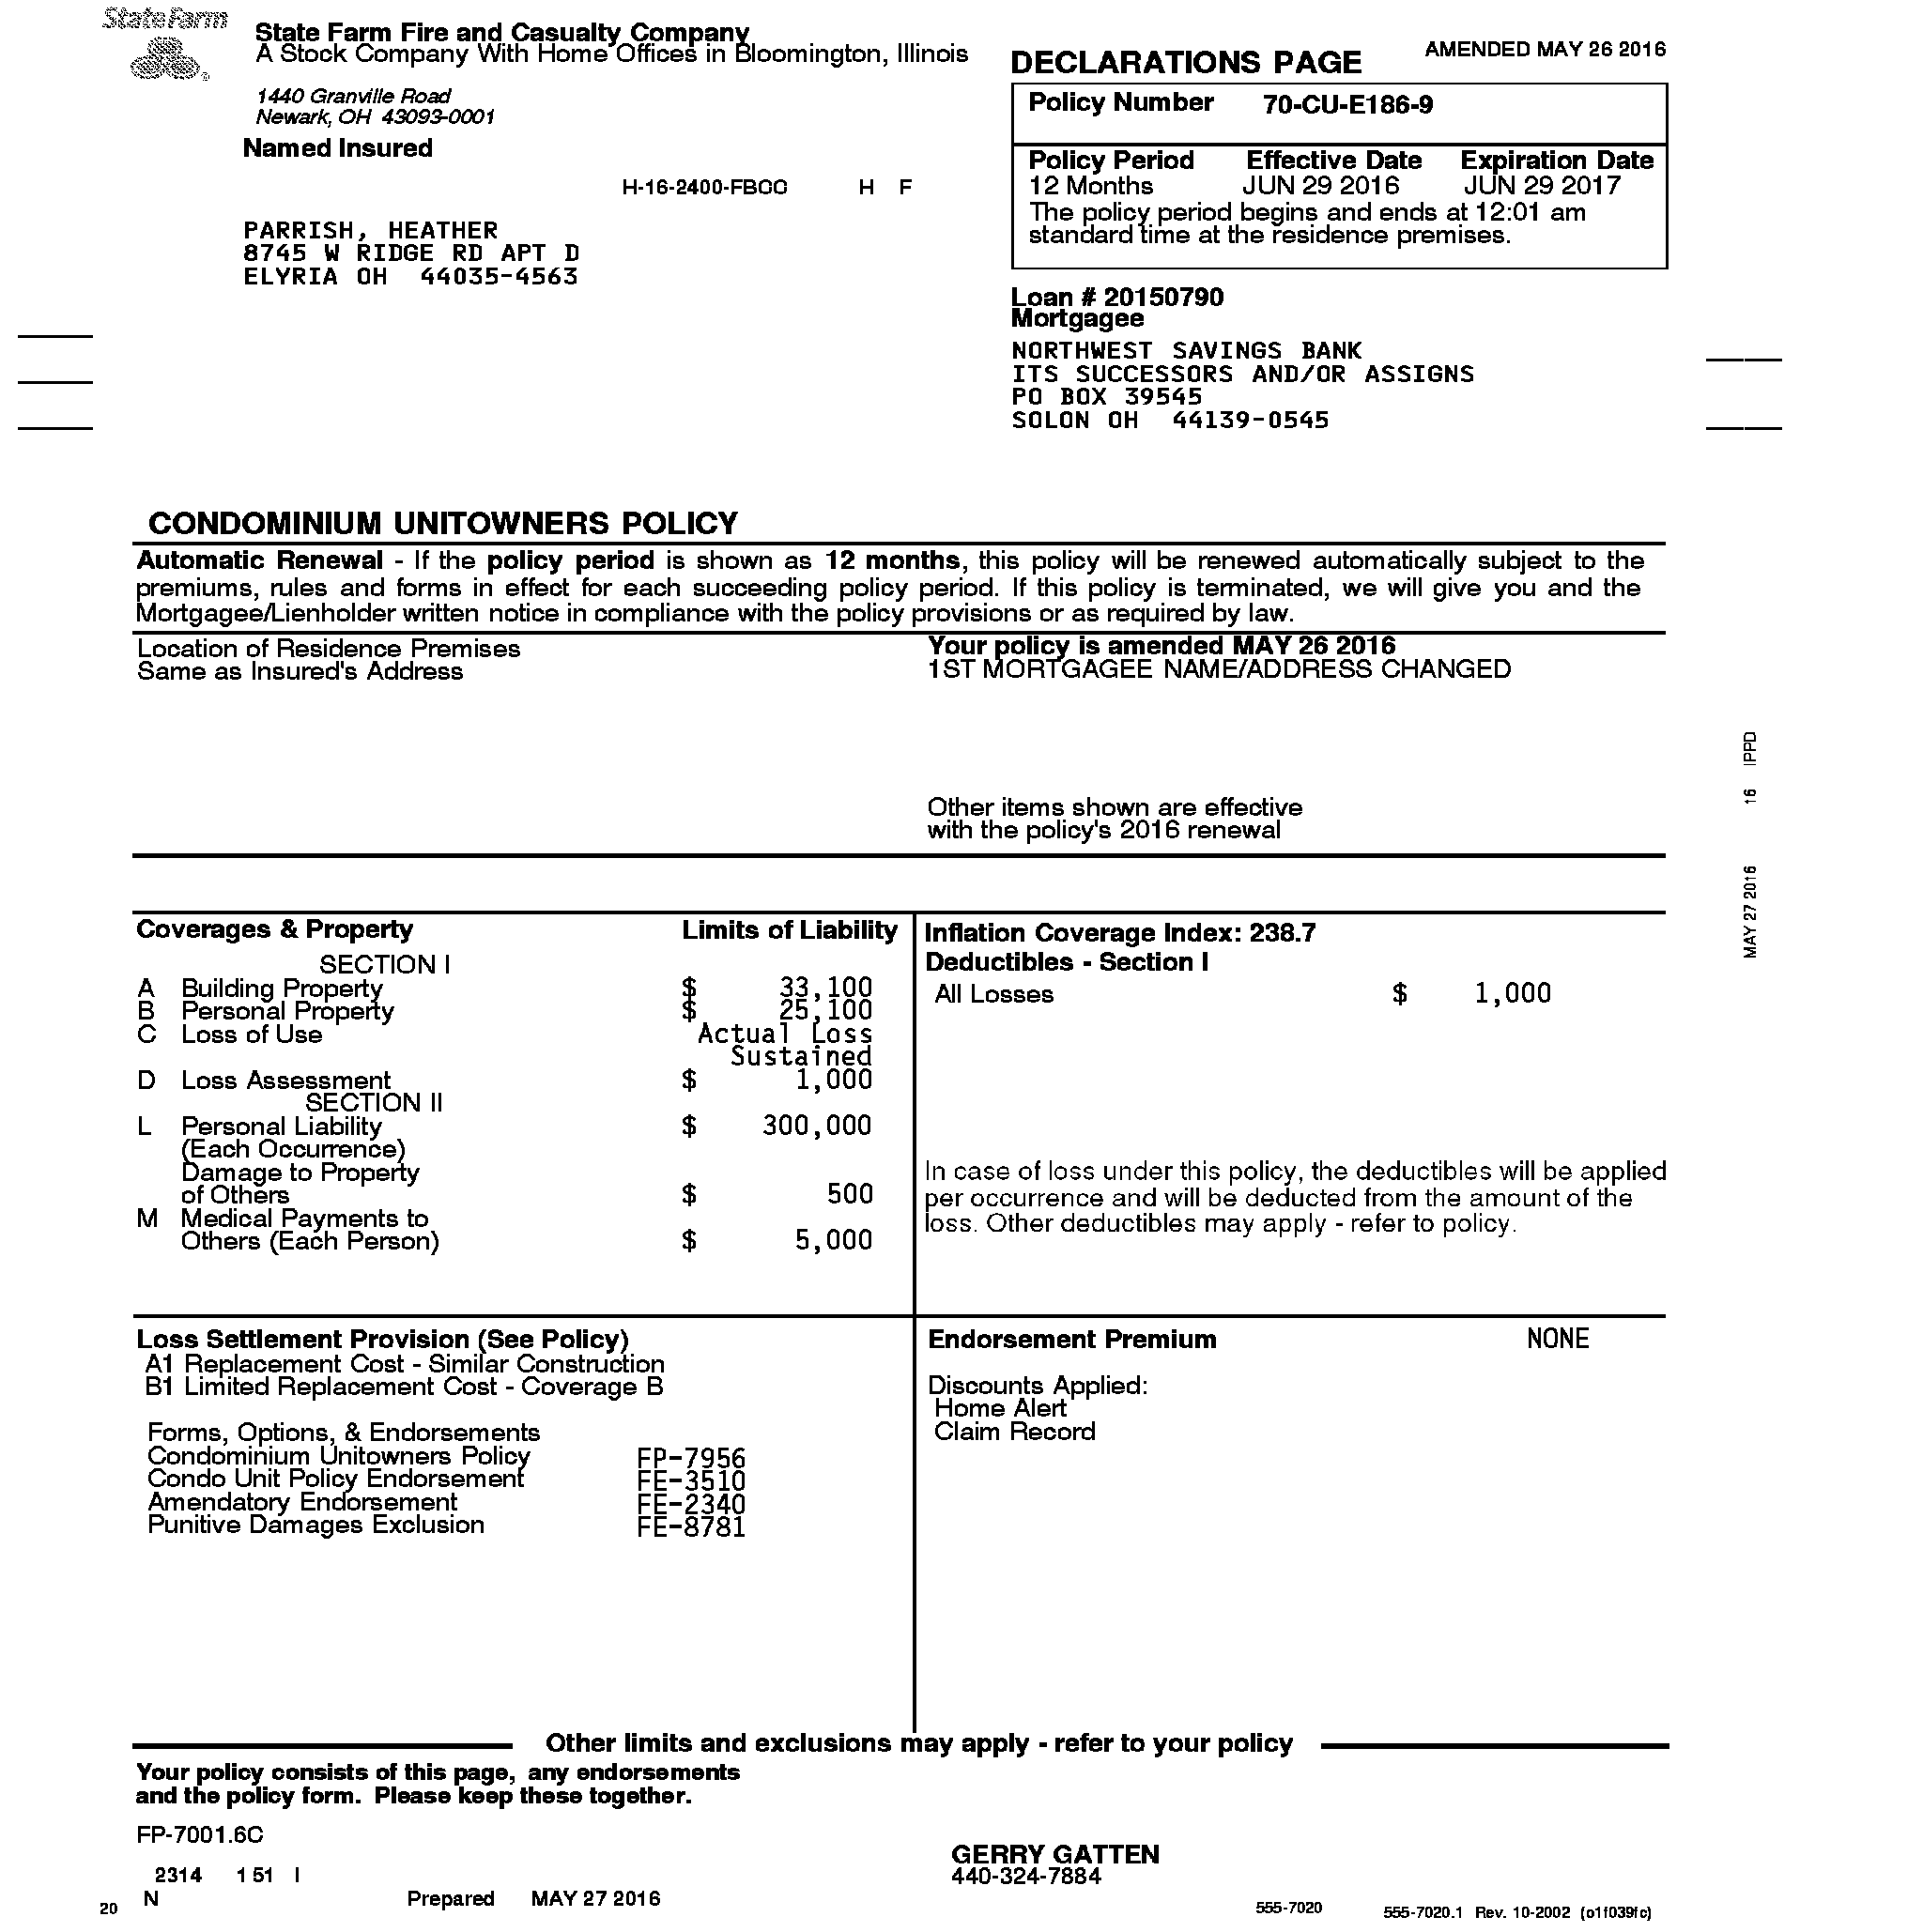 State Farm
State Farm Fire and Casualty Company
A Stock Company With Home Offices in Bloomington, Illinois
DECLARATIONS PAGE
AMENDED MAY 26 2016
1440 Granville Road
Newark, OH 43093-0001
Policy Number 70-CU-E186-9
Named Insured
Policy Period Effective Date Expiration Date
H-16-2400-FBOO H F
12 Months JUN 29 2016 JUN 29 2017
The policy period begins and ends at 12:01 am
standard time at the residence premises.
PARRISH, HEATHER
8745 W RIDGE RD APT D
ELYRIA OH 44035-4563
Loan # 20150790
Mortgagee
NORTHWEST SAVINGS BANK
ITS SUCCESSORS AND/OR ASSIGNS
PO BOX 39545
SOLON OH 44139-0545
CONDOMINIUM UNITOWNERS POLICY
Automatic Renewal - If the policy period is shown as 12 months, this policy will be renewed automatically subject to the
premiums, rules and forms in effect for each succeeding policy period. If this policy is terminated, we will give you and the
Mortgagee/Lienholder written notice in compliance with the policy provisions or as required by law.
Location of Residence Premises
Same as Insured's Address
Your policy is amended MAY 26 2016
1ST MORTGAGEE NAME/ADDRESS CHANGED
Other items shown are effective
with the policy's 2016 renewal
MAY 27 2016 16 IPPD
Coverages & Property Limits of Liability
SECTION I
A Building Property $ 33,100
B Personal Property $ 25,100
C Loss of Use Actual Loss
Sustained
D Loss Assessment $ 1,000
SECTION II
L Personal Liability $ 300,000
(Each Occurrence)
Damage to Property
of Others $ 500
M Medical Payments to
Others (Each Person) $ 5,000
Inflation Coverage Index: 238.7
Deductibles - Section I
All Losses $ 1,000
In case of loss under this policy, the deductibles will be applied
per occurrence and will be deducted from the amount of the
loss. Other deductibles may apply - refer to policy.
Loss Settlement Provision (See Policy)
A1 Replacement Cost - Similar Construction
B1 Limited Replacement Cost - Coverage B
Forms, Options, & Endorsements
Condominium Unitowners Policy FP-7956
Condo Unit Policy Endorsement FE-3510
Amendatory Endorsement FE-2340
Punitive Damages Exclusion FE-8781
Endorsement Premium NONE
Discounts Applied:
Home Alert
Claim Record
Other limits and exclusions may apply - refer to your policy
Your policy consists of this page, any endorsements
and the policy form. Please keep these together.
FP-7001.6C
GERRY GATTEN
440-324-7884
2314 151 I
N Prepared MAY 27 2016
20
555-7020 555-7020.1 Rev. 10-2002 (o1f039fc)